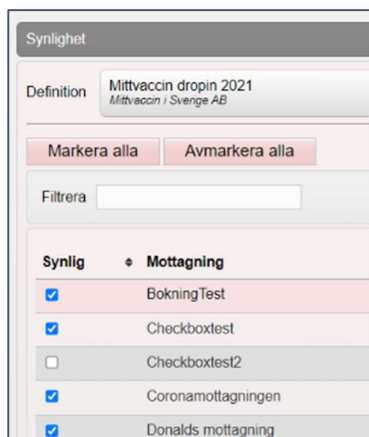 Synlighet
Definition
Mittvaccin dropin 2021
Mittvaccin i Sverige AB
Markera alla Avmarkera alla
Filtrera
Synlig Mottagning
BokningTest
Checkboxtest
Checkboxtest2
Coronamottagningen
Donalds mottagning